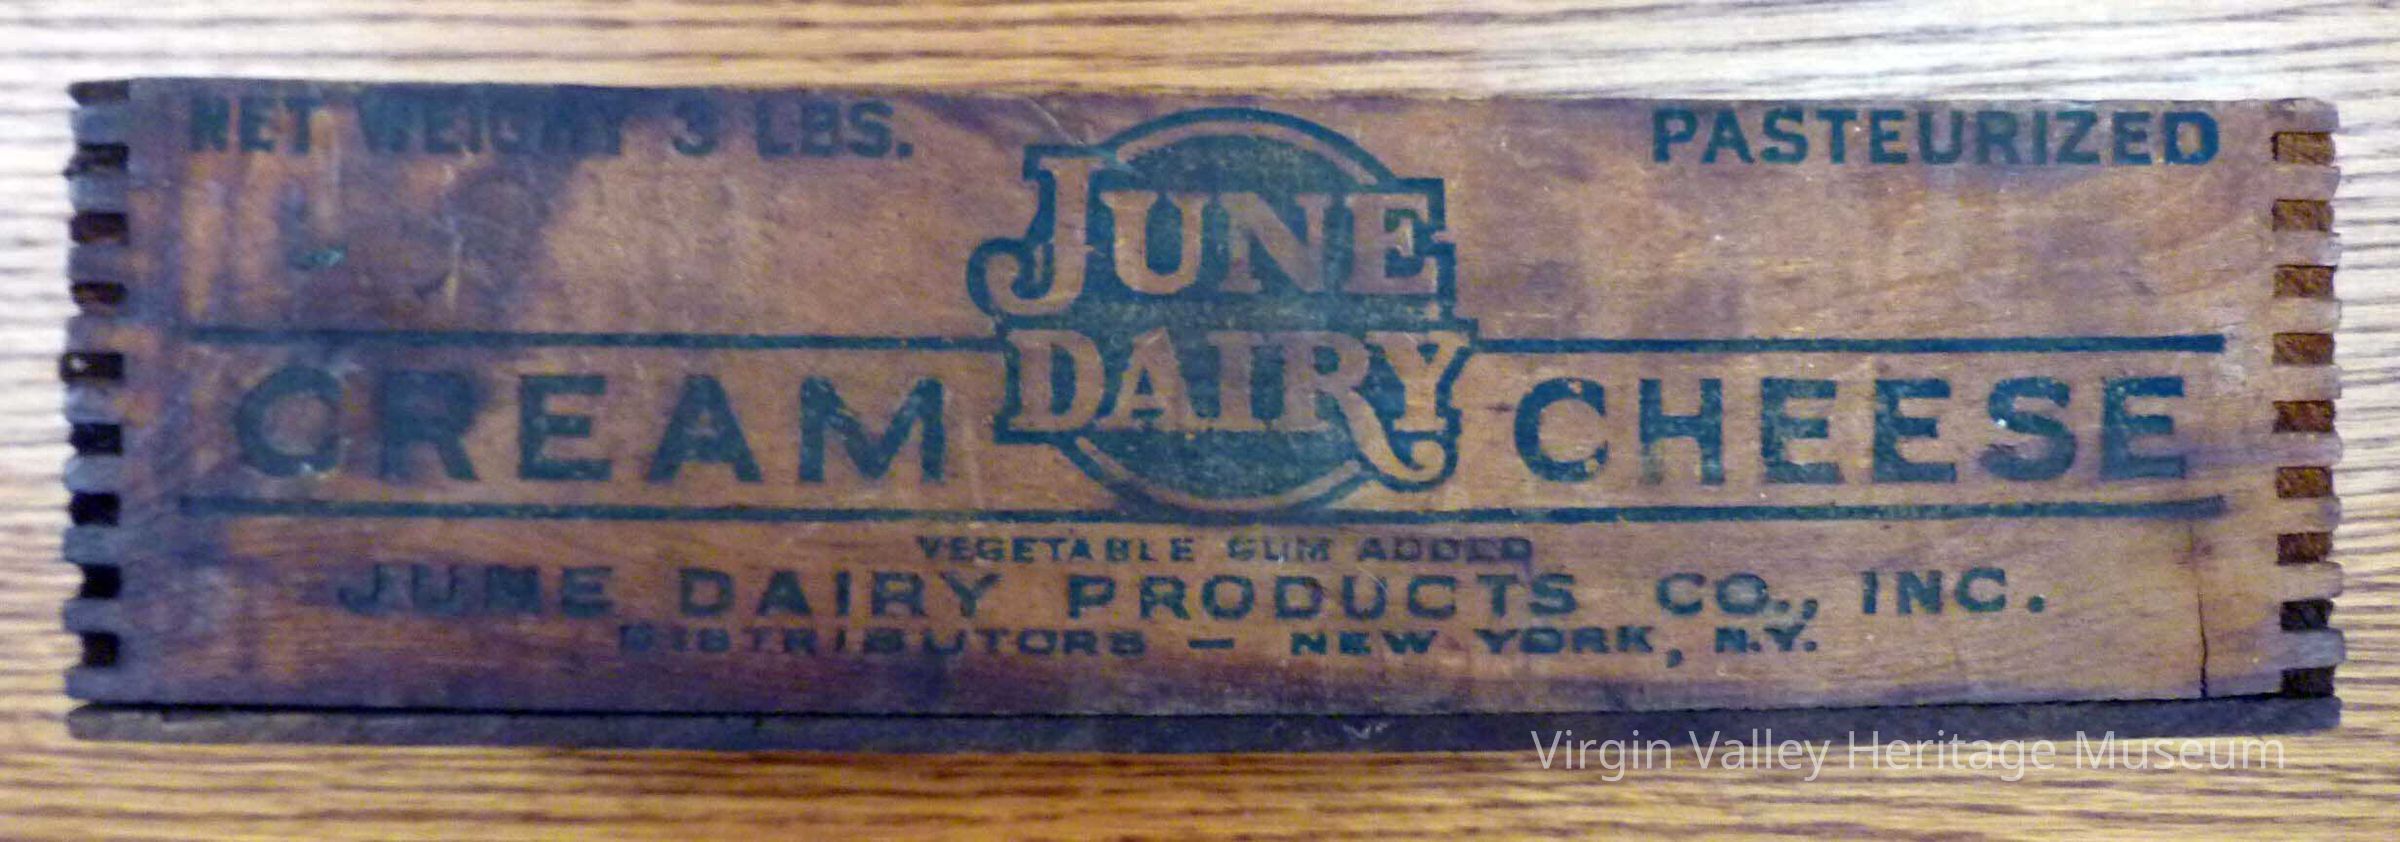 NET WEIGHT 3 LBS.
PASTEURIZED
JUNE
DAIRY
CREAM CHEESE
VEGETABLE GUM ADDED
JUNE DAIRY PRODUCTS CO., INC.
DISTRIBUTORS — NEW YORK, N.Y.
Virgin Valley Heritage Museum